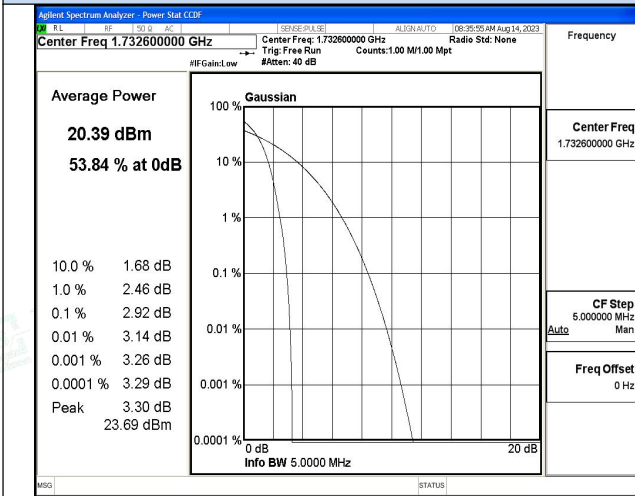 Agilent Spectrum Analyzer - Power Stat CCDF
LXI RL RF 50 Ω AC SENSE:PULSE ALIGN AUTO 08:35:55 AM Aug 14, 2023
Center Freq 1.732600000 GHz
Center Freq: 1.732600000 GHz Radio Std: None
Trig: Free Run Counts:1.00 M/1.00 Mpt
#IFGain:Low #Atten: 40 dB
Frequency
Average Power
20.39 dBm
53.84 % at 0dB
10.0 % 1.68 dB
1.0 % 2.46 dB
0.1 % 2.92 dB
0.01 % 3.14 dB
0.001 % 3.26 dB
0.0001 % 3.29 dB
Peak 3.30 dB
23.69 dBm
Gaussian
100 %
10 %
1 %
0.1 %
0.01 %
0.001 %
0.0001 %
0 dB 20 dB
Info BW 5.0000 MHz
Center Freq
1.732600000 GHz
CF Step
5.000000 MHz
Auto Man
Freq Offset
0 Hz
MSG STATUS